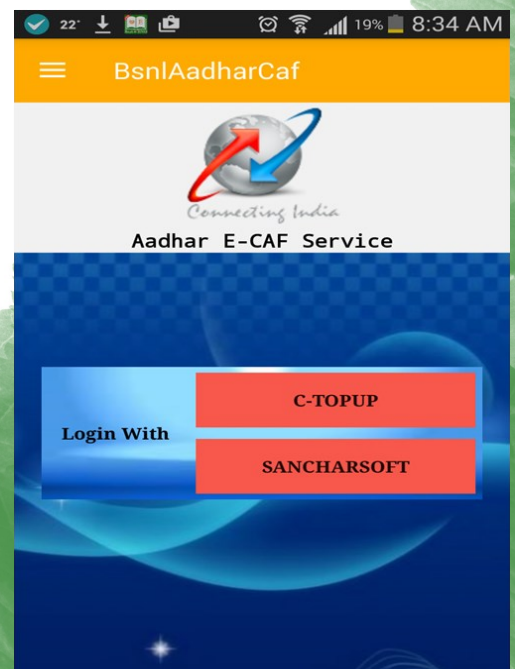 22° 19% 8:34 AM
BsnlAadharCaf
Connecting India
Aadhar E-CAF Service
C-TOPUP
Login With
SANCHARSOFT